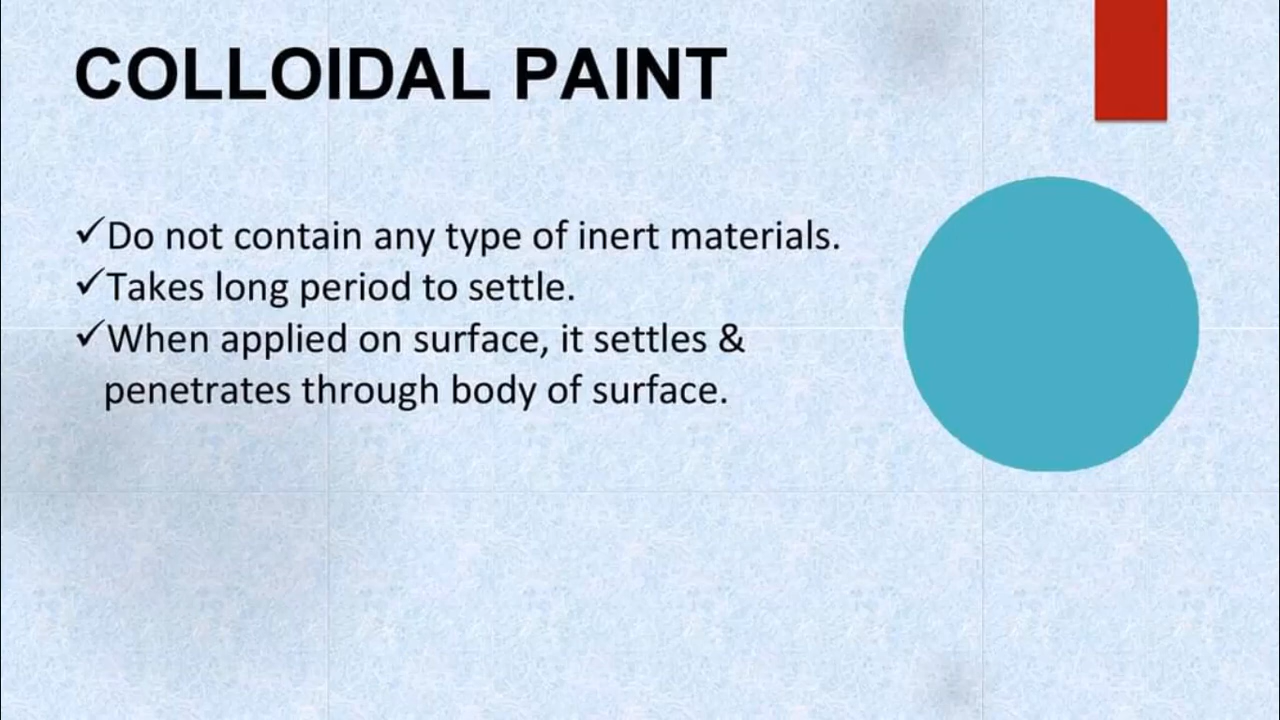 COLLOIDAL PAINT
✓Do not contain any type of inert materials.
✓Takes long period to settle.
✓When applied on surface, it settles &
penetrates through body of surface.